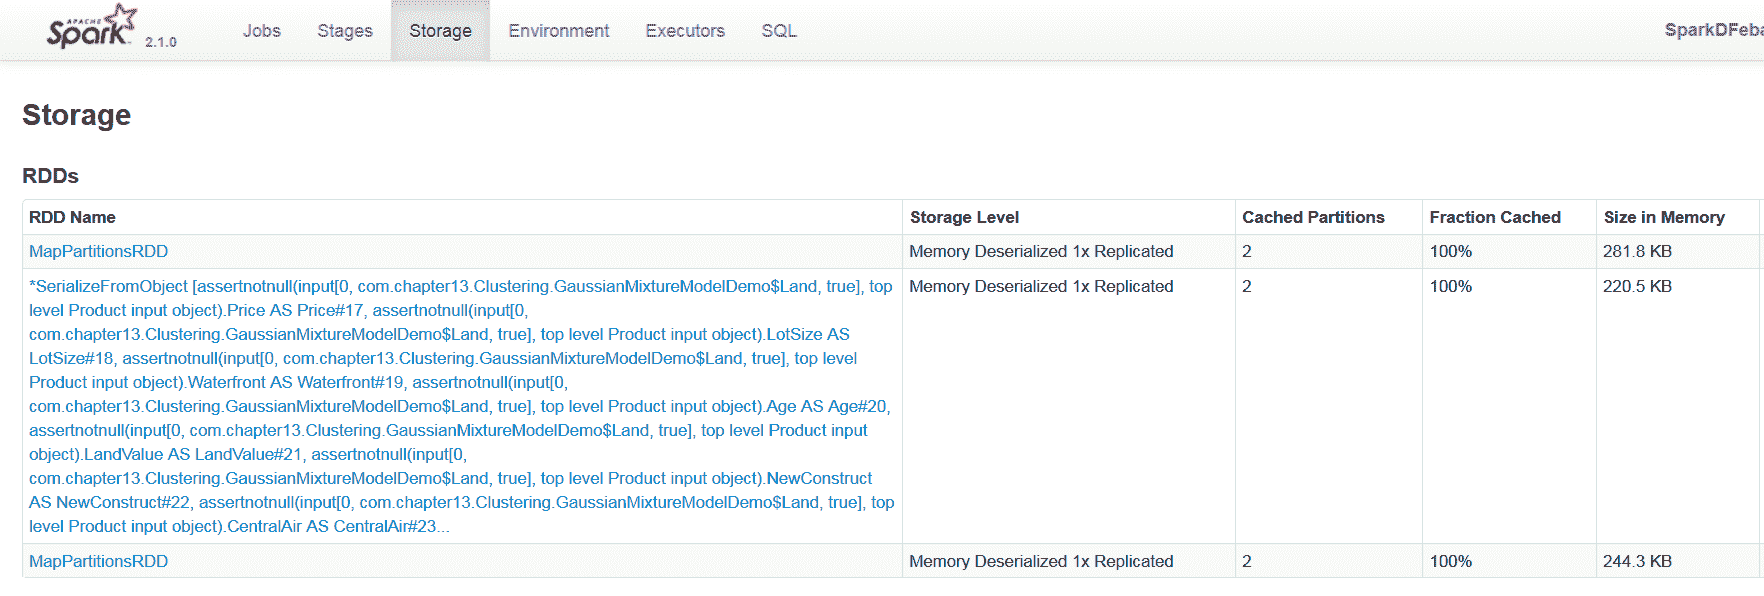 APACHE
Spark 2.1.0 Jobs Stages Storage Environment Executors SQL SparkDFeba
Storage
RDDs
RDD Name Storage Level Cached Partitions Fraction Cached Size in Memory
MapPartitionsRDD Memory Deserialized 1x Replicated 2 100% 281.8 KB
*SerializeFromObject [assertnotnull(input[0, com.chapter13.Clustering.GaussianMixtureModelDemo$Land, true], top Memory Deserialized 1x Replicated 2 100% 220.5 KB
level Product input object).Price AS Price#17, assertnotnull(input[0,
com.chapter13.Clustering.GaussianMixtureModelDemo$Land, true], top level Product input object).LotSize AS
LotSize#18, assertnotnull(input[0, com.chapter13.Clustering.GaussianMixtureModelDemo$Land, true], top level
Product input object).Waterfront AS Waterfront#19, assertnotnull(input[0,
com.chapter13.Clustering.GaussianMixtureModelDemo$Land, true], top level Product input object).Age AS Age#20,
assertnotnull(input[0, com.chapter13.Clustering.GaussianMixtureModelDemo$Land, true], top level Product input
object).LandValue AS LandValue#21, assertnotnull(input[0,
com.chapter13.Clustering.GaussianMixtureModelDemo$Land, true], top level Product input object).NewConstruct
AS NewConstruct#22, assertnotnull(input[0, com.chapter13.Clustering.GaussianMixtureModelDemo$Land, true], top
level Product input object).CentralAir AS CentralAir#23...
MapPartitionsRDD Memory Deserialized 1x Replicated 2 100% 244.3 KB